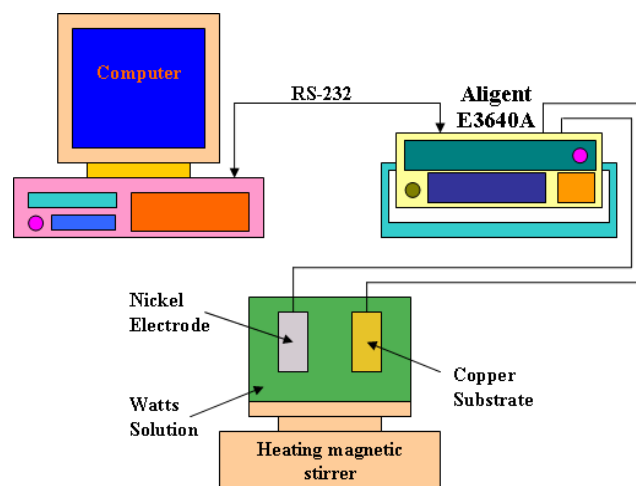 Computer
RS-232
Aligent
E3640A
Nickel
Electrode
Watts
Solution
Copper
Substrate
Heating magnetic
stirrer